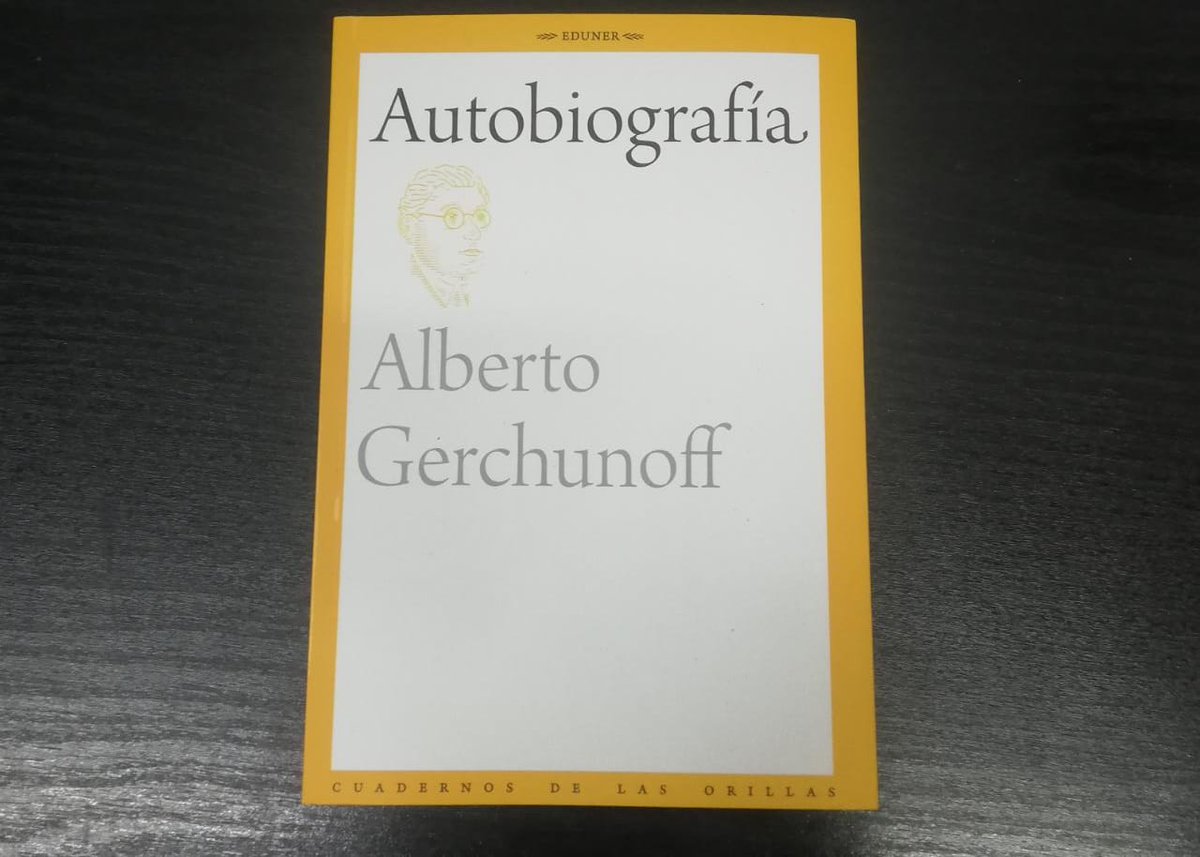 EDUNER
Autobiografía
Alberto
Gerchunoff
CUADERNOS DE LAS ORILLAS